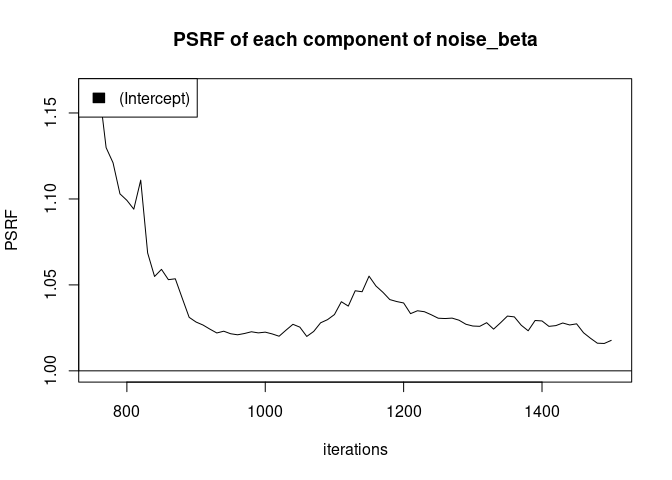 PSRF of each component of noise_beta
(Intercept)
1.15
1.10
1.05
1.00
PSRF
800 1000 1200 1400
iterations